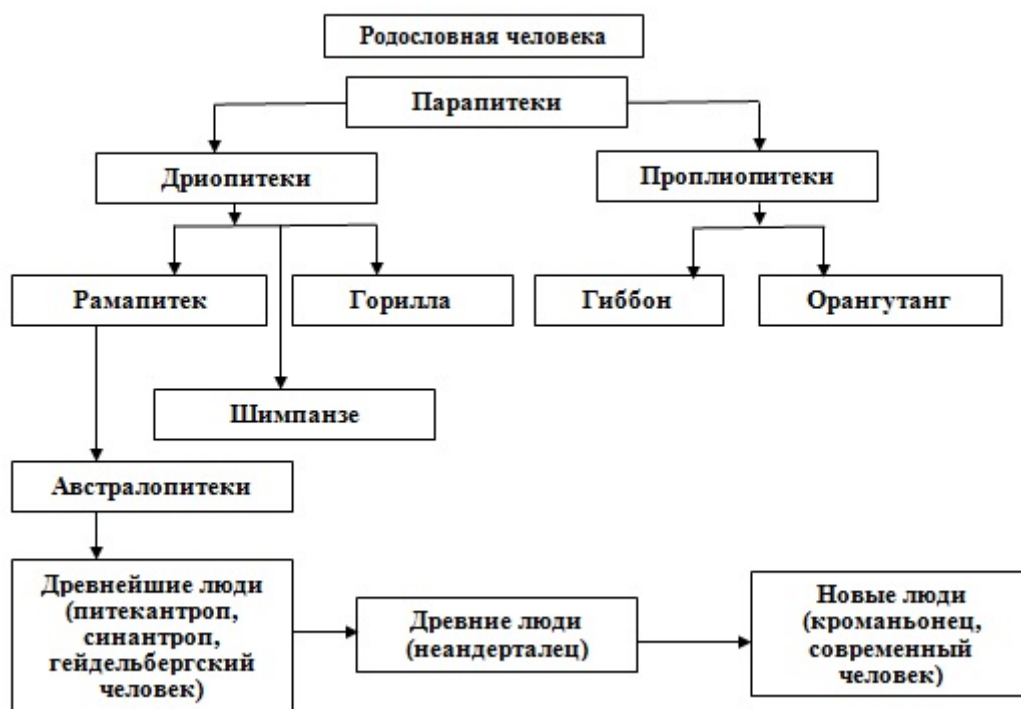 Родословная человека
Парапитеки
Дриопитеки
Проплиопитеки
Рамапитек
Горилла
Гиббон
Орангутанг
Шимпанзе
Австралопитеки
Древнейшие люди
(питекантроп,
синантроп,
гейдельбергский
человек)
Древние люди
(неандерталец)
Новые люди
(кроманьонец,
современный
человек)